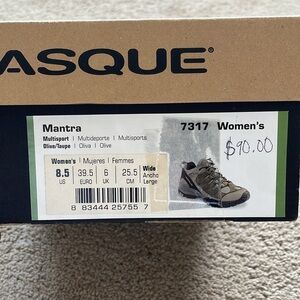 ASQUE®
Mantra 7317 Women's
Multisport | Multideporte | Multisports
Olive/Taupe | Oliva | Olive
$90.00
Women's | Mujeres | Femmes
8.5 39.5 6 25.5 Wide
US EURO UK CM Ancho
Large
8 83444 25755 7